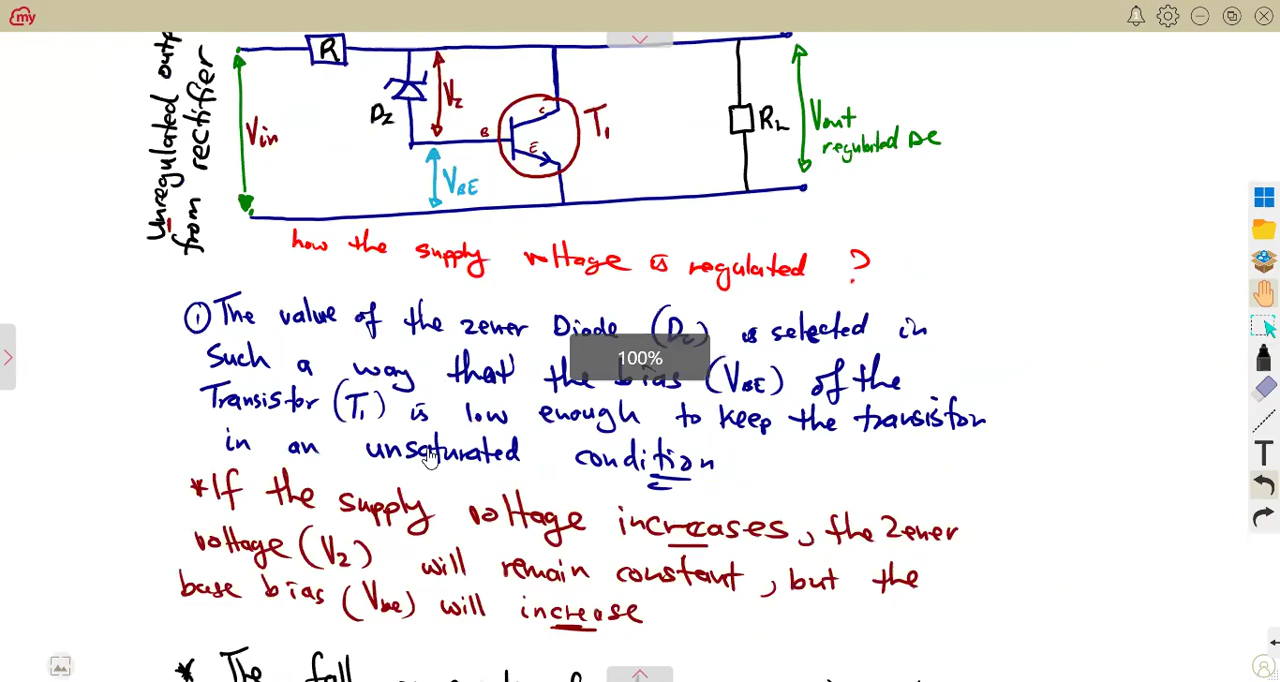 my
Unregulated out
from rectifier
R
Vin
Dz
Vz
B
C
E
T1
VBE
RL
Vout
regulated DC
how the supply voltage is regulated ?
① The value of the zener Diode (Dz) is selected in
Such a way that the bias (VBE) of the
100%
Transistor (T1) is low enough to keep the transistor
in an unsaturated condition
*If the supply voltage increases, the zener
voltage (Vz) will remain constant, but the
base bias (Vbe) will increase
* The
T